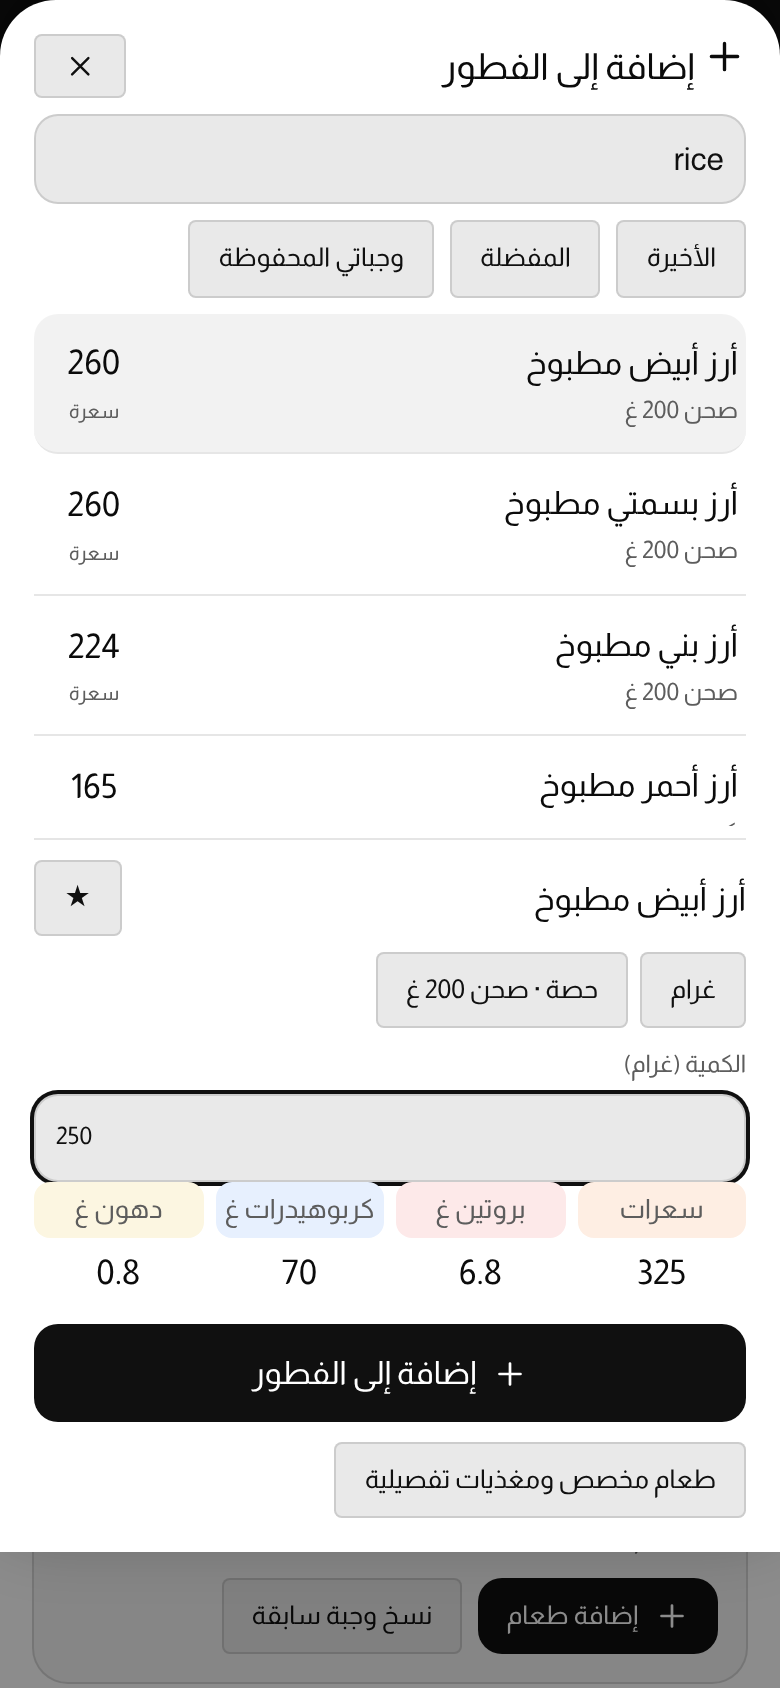 + إضافة إلى الفطور
×
rice
الأخيرة
المفضلة
وجباتي المحفوظة
أرز أبيض مطبوخ
260
صحن 200 غ
سعرة
أرز بسمتي مطبوخ
260
صحن 200 غ
سعرة
أرز بني مطبوخ
224
صحن 200 غ
سعرة
أرز أحمر مطبوخ
165
أرز أبيض مطبوخ
★
غرام
حصة · صحن 200 غ
الكمية (غرام)
250
سعرات
بروتين غ
كربوهيدرات غ
دهون غ
325
6.8
70
0.8
+ إضافة إلى الفطور
طعام مخصص ومغذيات تفصيلية
+ إضافة طعام
نسخ وجبة سابقة